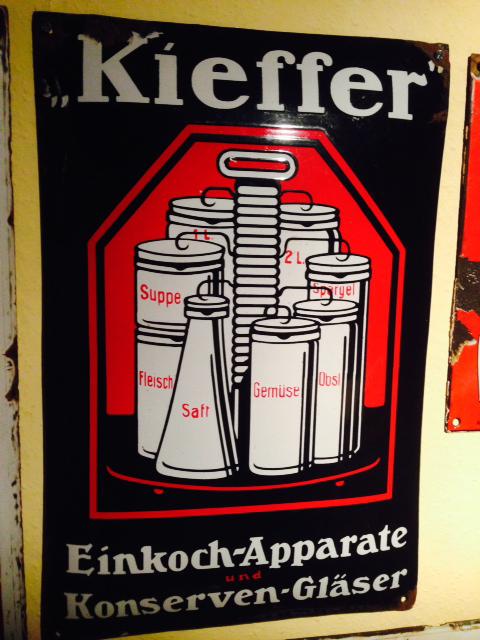 „Kieffer“
1 L.
2 L.
Suppe
Spargel
Fleisch
Saft
Gemüse
Obst
Einkoch-Apparate
und
Konserven-Gläser